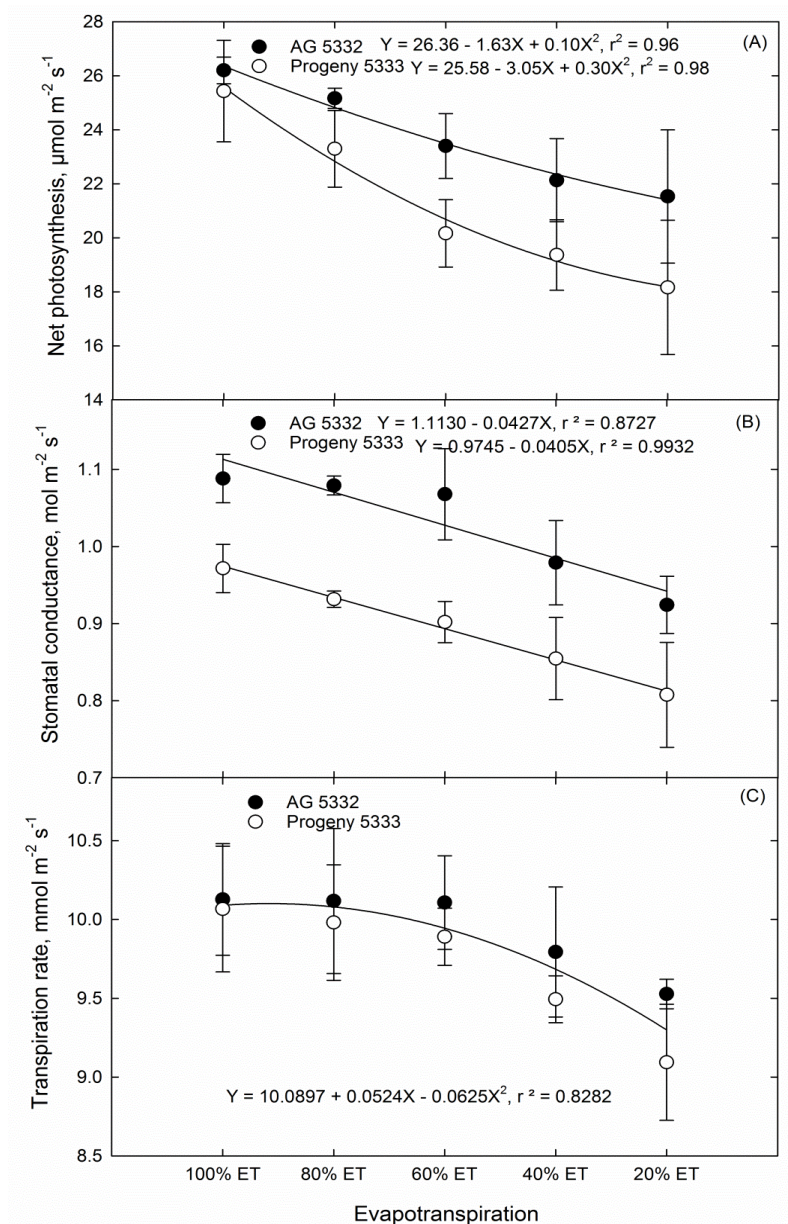 (A)
AG 5332 Y = 26.36 - 1.63X + 0.10X², r² = 0.96
Progeny 5333 Y = 25.58 - 3.05X + 0.30X², r² = 0.98
28
26
24
22
20
18
16
14
Net photosynthesis, µmol m⁻² s⁻¹
(B)
AG 5332 Y = 1.1130 - 0.0427X, r ² = 0.8727
Progeny 5333 Y = 0.9745 - 0.0405X, r ² = 0.9932
1.1
1.0
0.9
0.8
0.7
Stomatal conductance, mol m⁻² s⁻¹
(C)
AG 5332
Progeny 5333
10.5
10.0
9.5
9.0
8.5
Transpiration rate, mmol m⁻² s⁻¹
Y = 10.0897 + 0.0524X - 0.0625X², r ² = 0.8282
100% ET 80% ET 60% ET 40% ET 20% ET
Evapotranspiration